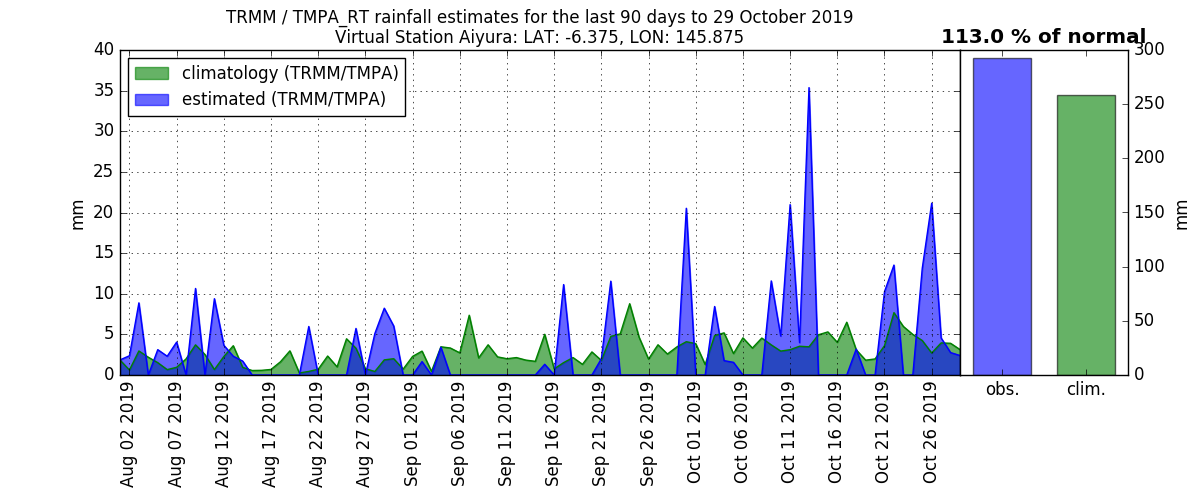 TRMM / TMPA_RT rainfall estimates for the last 90 days to 29 October 2019
Virtual Station Aiyura: LAT: -6.375, LON: 145.875
113.0 % of normal
climatology (TRMM/TMPA)
estimated (TRMM/TMPA)
mm
40
35
30
25
20
15
10
5
0
Aug 02 2019
Aug 07 2019
Aug 12 2019
Aug 17 2019
Aug 22 2019
Aug 27 2019
Sep 01 2019
Sep 06 2019
Sep 11 2019
Sep 16 2019
Sep 21 2019
Sep 26 2019
Oct 01 2019
Oct 06 2019
Oct 11 2019
Oct 16 2019
Oct 21 2019
Oct 26 2019
obs.
clim.
300
250
200
150
100
50
0
mm